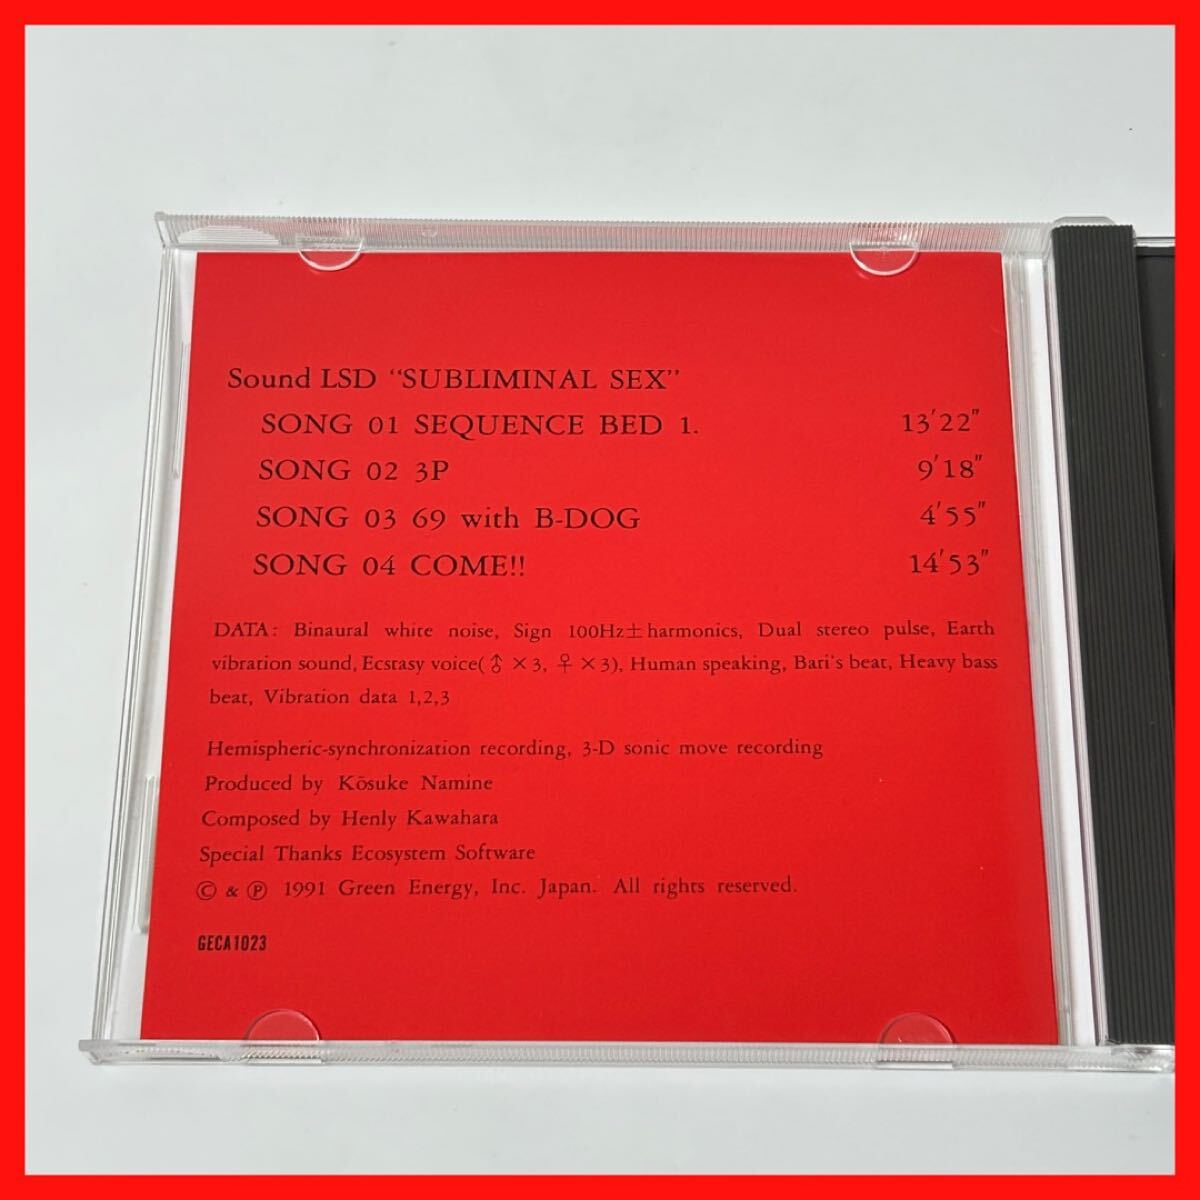 Sound LSD “SUBLIMINAL SEX”
SONG 01 SEQUENCE BED 1. 13′22″
SONG 02 3P 9′18″
SONG 03 69 with B-DOG 4′55″
SONG 04 COME!! 14′53″
DATA: Binaural white noise, Sign 100Hz±harmonics, Dual stereo pulse, Earth
vibration sound, Ecstasy voice(♂×3, ♀×3), Human speaking, Bari's beat, Heavy bass
beat, Vibration data 1,2,3
Hemispheric-synchronization recording, 3-D sonic move recording
Produced by Kōsuke Namine
Composed by Henly Kawahara
Special Thanks Ecosystem Software
© & ℗ 1991 Green Energy, Inc. Japan. All rights reserved.
GECA1023